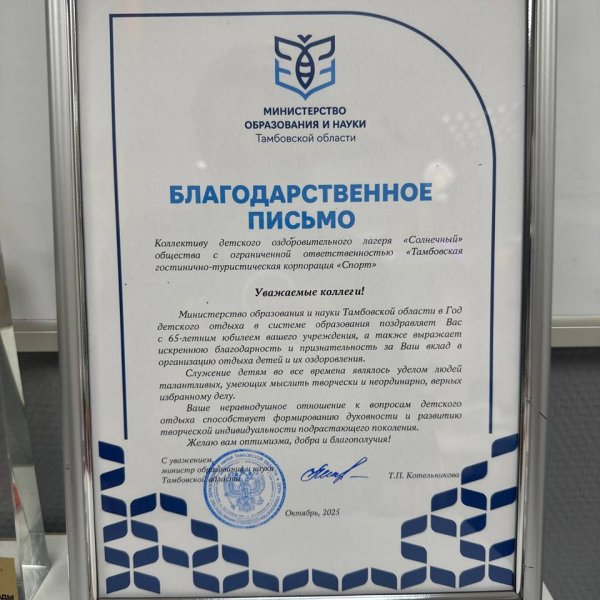 МИНИСТЕРСТВО
ОБРАЗОВАНИЯ И НАУКИ
Тамбовской области
БЛАГОДАРСТВЕННОЕ
ПИСЬМО
Коллективу детского оздоровительного лагеря «Солнечный»
общества с ограниченной ответственностью «Тамбовская
гостинично-туристическая корпорация «Спорт»
Уважаемые коллеги!
Министерство образования и науки Тамбовской области в Год
детского отдыха в системе образования поздравляет Вас
с 65-летним юбилеем вашего учреждения, а также выражает
искреннюю благодарность и признательность за Ваш вклад в
организацию отдыха детей и их оздоровления.
Служение детям во все времена являлось уделом людей
талантливых, умеющих мыслить творчески и неординарно, верных
избранному делу.
Ваше неравнодушное отношение к вопросам детского
отдыха способствует формированию духовности и развитию
творческой индивидуальности подрастающего поколения.
Желаю вам оптимизма, добра и благополучия!
С уважением,
министр образования и науки
Тамбовской области
Т.П. Котельникова
Октябрь, 2025